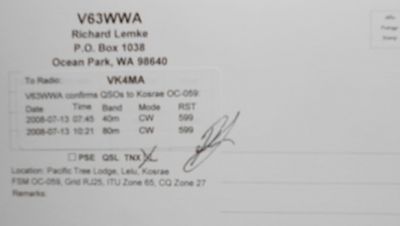 V63WWA
Richard Lemke
P.O. Box 1038
Ocean Park, WA 98640
To Radio: VK4MA
V63WWA confirms QSOs to Kosrae OC-059:
Date Time Band Mode RST
2008-07-13 07:45 40m CW 599
2008-07-13 10:21 80m CW 599
PSE QSL TNX
Location: Pacific Tree Lodge, Lelu, Kosrae
FSM OC-059, Grid RJ25, ITU Zone 65, CQ Zone 27
Remarks:
Postage
Stamp